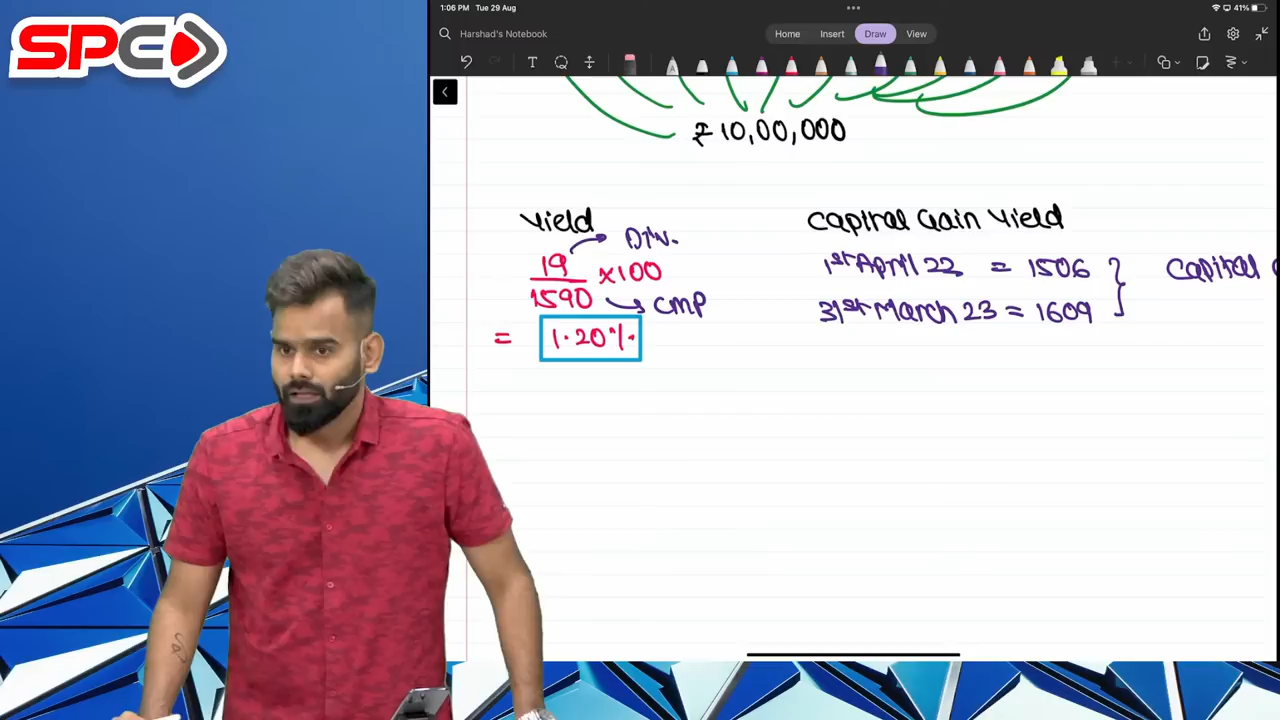 SPC
1:06 PM Tue 29 Aug
41%
Harshad's Notebook
Home Insert Draw View
₹10,00,000
Yield
Div.
19
×100
1590
CMP
= 1.20%
Capital Gain Yield
1st April 22 = 1506
31st March 23 = 1609
Capital